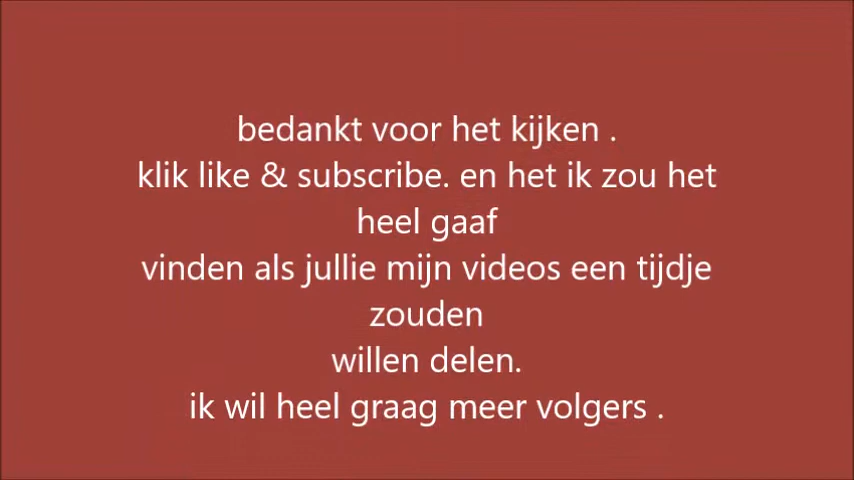 bedankt voor het kijken .
klik like & subscribe. en het ik zou het
heel gaaf
vinden als jullie mijn videos een tijdje
zouden
willen delen.
ik wil heel graag meer volgers .